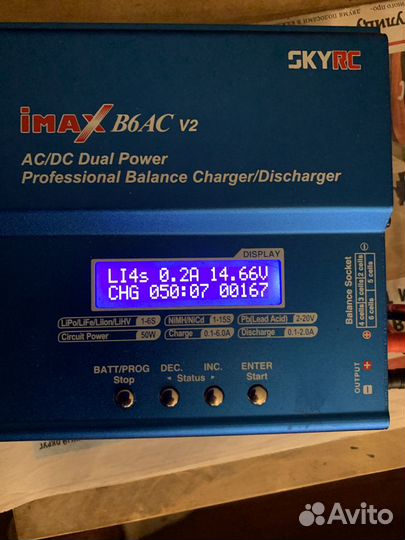 SKYRC
iMAX B6AC V2
AC/DC Dual Power
Professional Balance Charger/Discharger
DISPLAY
LI4s 0.2A 14.66V
CHG 050:07 00167
LiPo/LiFe/LiIon/LiHV 1-6S NiMH/NiCd 1-15S Pb(Lead Acid) 2-20V
Circuit Power 50W Charge 0.1-6.0A Discharge 0.1-2.0A
BATT/PROG DEC. INC. ENTER
Stop Status Start
Balance Socket
4 cells 3 cells 2 cells
6 cells 5 cells
OUTPUT
Avito